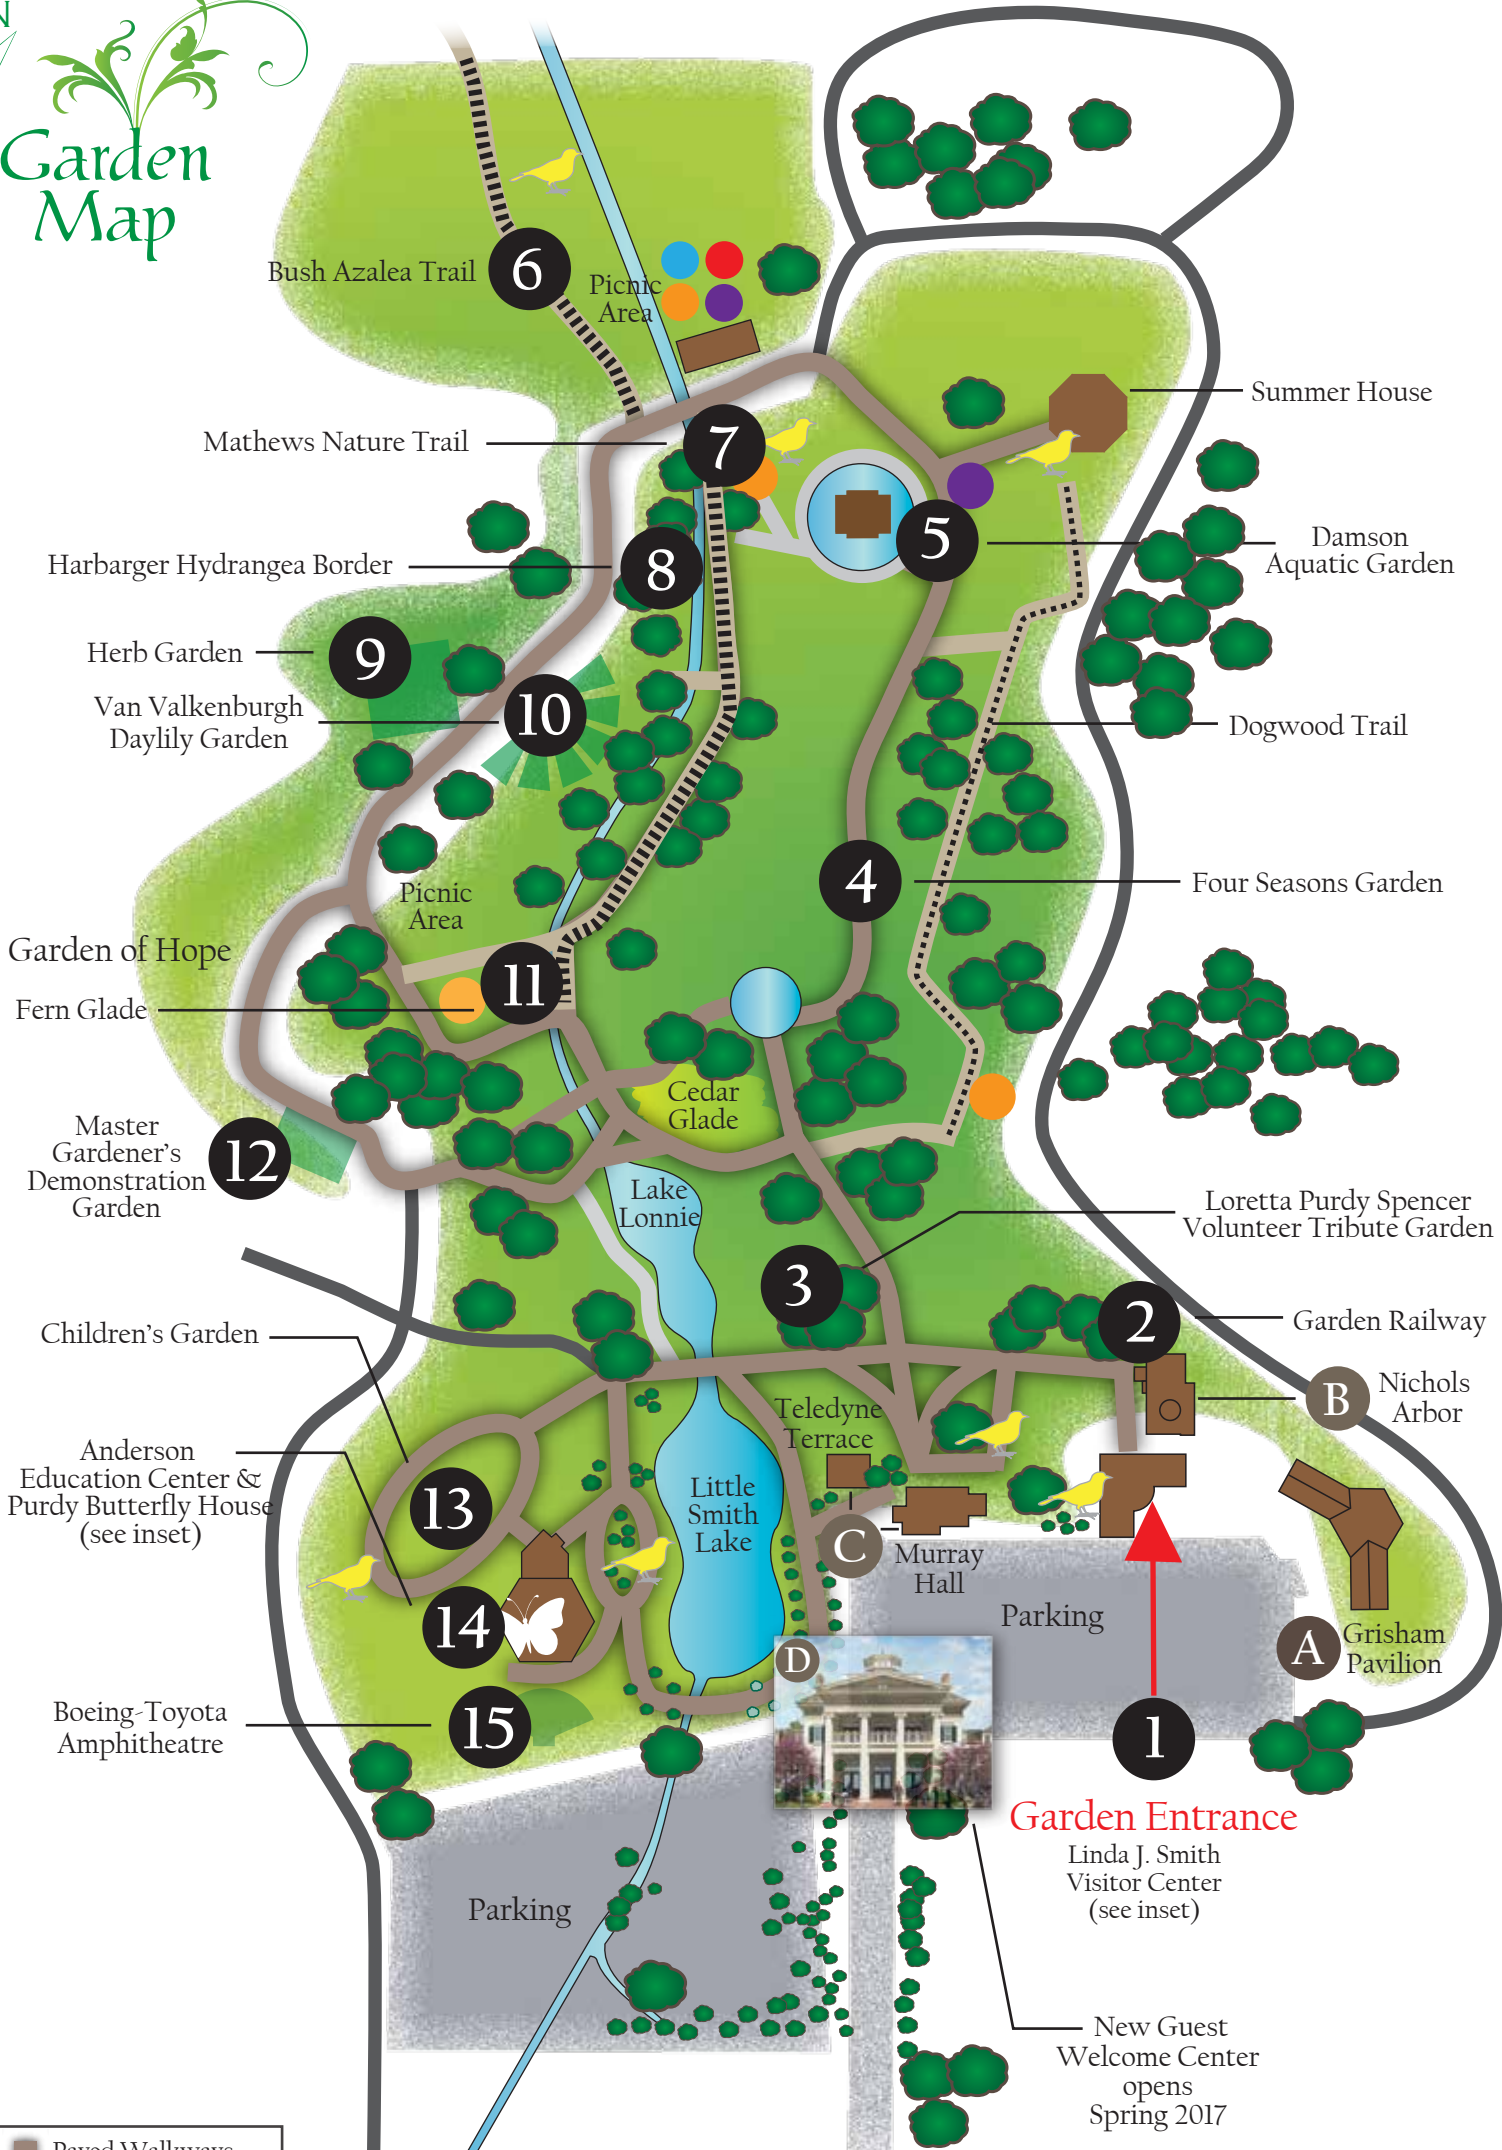 N
Garden
Map
Bush Azalea Trail
6
Picnic
Area
Summer House
Mathews Nature Trail
7
5
Damson
Aquatic Garden
Harbarger Hydrangea Border
8
Herb Garden
9
Van Valkenburgh
Daylily Garden
10
Dogwood Trail
4
Four Seasons Garden
Picnic
Area
Garden of Hope
Fern Glade
11
Cedar
Glade
Master
Gardener's
Demonstration
Garden
12
Lake
Lonnie
Loretta Purdy Spencer
Volunteer Tribute Garden
3
2
Garden Railway
Children's Garden
B
Nichols
Arbor
Teledyne
Terrace
Anderson
Education Center &
Purdy Butterfly House
(see inset)
13
Little
Smith
Lake
C
Murray
Hall
Parking
14
A
Grisham
Pavilion
D
Boeing-Toyota
Amphitheatre
15
1
Garden Entrance
Linda J. Smith
Visitor Center
(see inset)
Parking
New Guest
Welcome Center
opens
Spring 2017
Paved Walkways